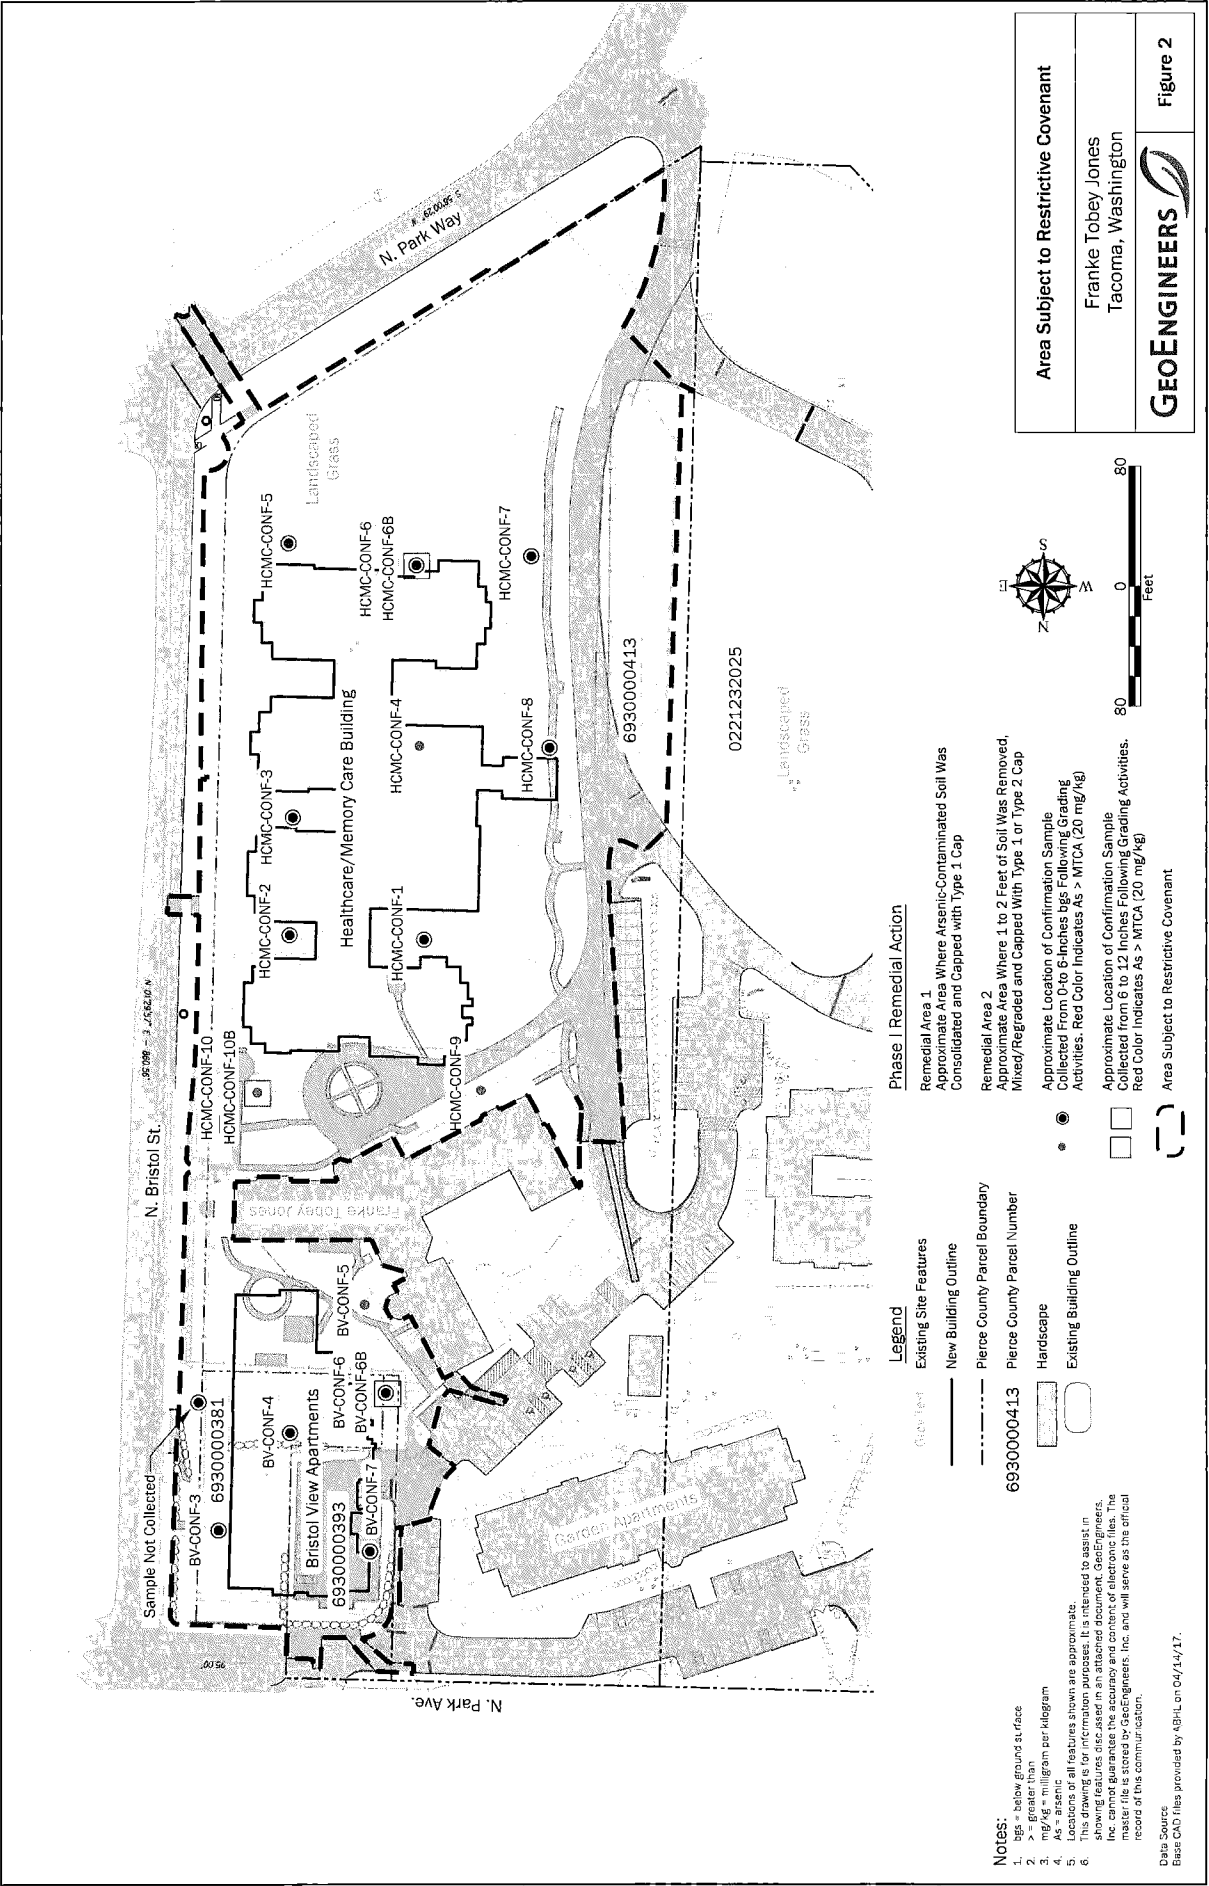 N. Bristol St.
N. Park Way
N. Park Ave.
95.00'
Landscaped
Grass
HCMC-CONF-5
HCMC-CONF-6
HCMC-CONF-6B
HCMC-CONF-7
HCMC-CONF-3
HCMC-CONF-4
HCMC-CONF-8
Healthcare/Memory Care Building
HCMC-CONF-2
HCMC-CONF-1
HCMC-CONF-10
HCMC-CONF-10B
HCMC-CONF-9
6930000413
0221232025
Landscaped
Grass
Franke Tobey Jones
Sample Not Collected
BV-CONF-3
6930000381
BV-CONF-4
BV-CONF-5
BV-CONF-6
BV-CONF-6B
Bristol View Apartments
6930000393
BV-CONF-7
Garden Apartments
Legend
Existing Site Features
New Building Outline
Pierce County Parcel Boundary
6930000413 Pierce County Parcel Number
Hardscape
Existing Building Outline
Phase I Remedial Action
Remedial Area 1
Approximate Area Where Arsenic-Contaminated Soil Was
Consolidated and Capped with Type 1 Cap
Remedial Area 2
Approximate Area Where 1 to 2 Feet of Soil Was Removed,
Mixed/Regraded and Capped With Type 1 or Type 2 Cap
Approximate Location of Confirmation Sample
Collected From 0-to 6-Inches bgs Following Grading
Activities. Red Color Indicates As > MTCA (20 mg/kg)
Approximate Location of Confirmation Sample
Collected from 6 to 12 Inches Following Grading Activities.
Red Color Indicates As > MTCA (20 mg/kg)
Area Subject to Restrictive Covenant
N
E
S
W
80
0
80
Feet
Notes:
1. bgs = below ground surface
2. > = greater than
3. mg/kg = milligram per kilogram
4. As = arsenic
5. Locations of all features shown are approximate.
6. This drawing is for information purposes. It is intended to assist in
showing features discussed in an attached document. GeoEngineers,
Inc. cannot guarantee the accuracy and content of electronic files. The
master file is stored by GeoEngineers, Inc. and will serve as the official
record of this communication.
Data Source
Base CAD files provided by ABHL on 04/14/17.
Area Subject to Restrictive Covenant
Franke Tobey Jones
Tacoma, Washington
GEOENGINEERS
Figure 2